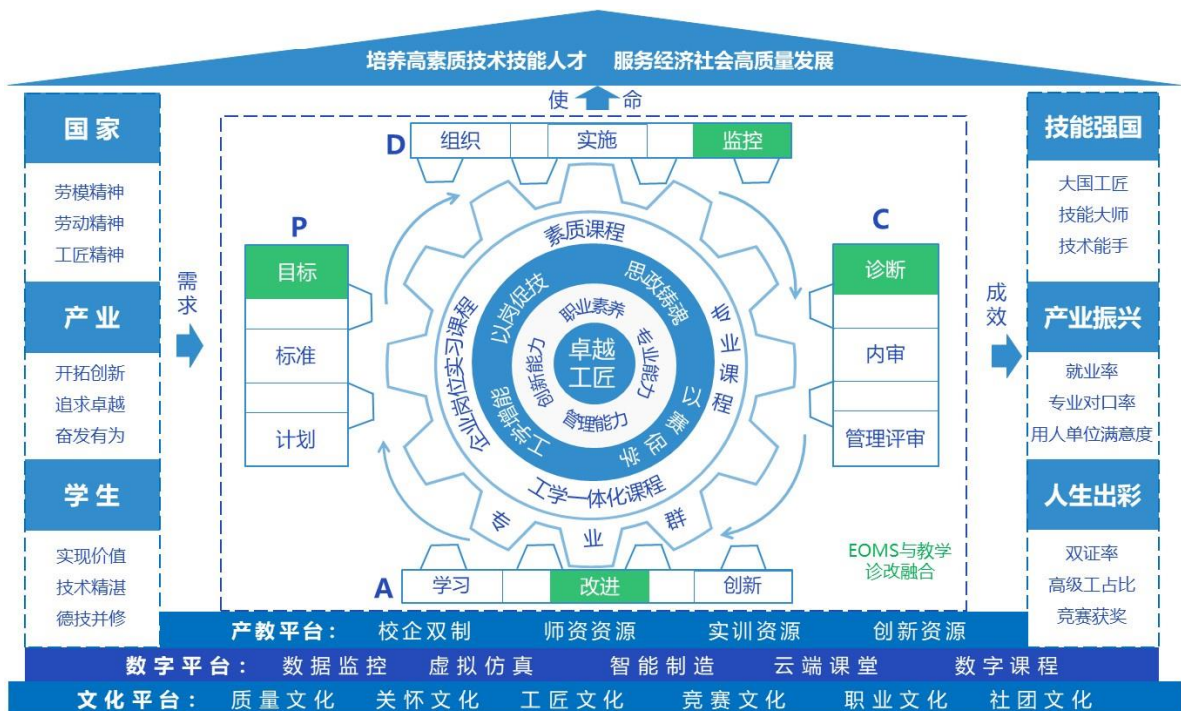 培养高素质技术技能人才 服务经济社会高质量发展
使 命
国家
劳模精神
劳动精神
工匠精神
产业
开拓创新
追求卓越
奋发有为
学生
实现价值
技术精湛
德技并修
需求
D
组织 实施 监控
P
目标
标准
计划
素质课程
专业课程
工学一体化课程
企业岗位实习课程
以岗促技
思政铸魂
以赛促学
工学增能
职业素养
专业能力
管理能力
创新能力
卓越
工匠
专业群
C
诊断
内审
管理评审
A
学习 改进 创新
EOMS与教学
诊改融合
成效
技能强国
大国工匠
技能大师
技术能手
产业振兴
就业率
专业对口率
用人单位满意度
人生出彩
双证率
高级工占比
竞赛获奖
产教平台： 校企双制 师资资源 实训资源 创新资源
数字平台： 数据监控 虚拟仿真 智能制造 云端课堂 数字课程
文化平台： 质量文化 关怀文化 工匠文化 竞赛文化 职业文化 社团文化